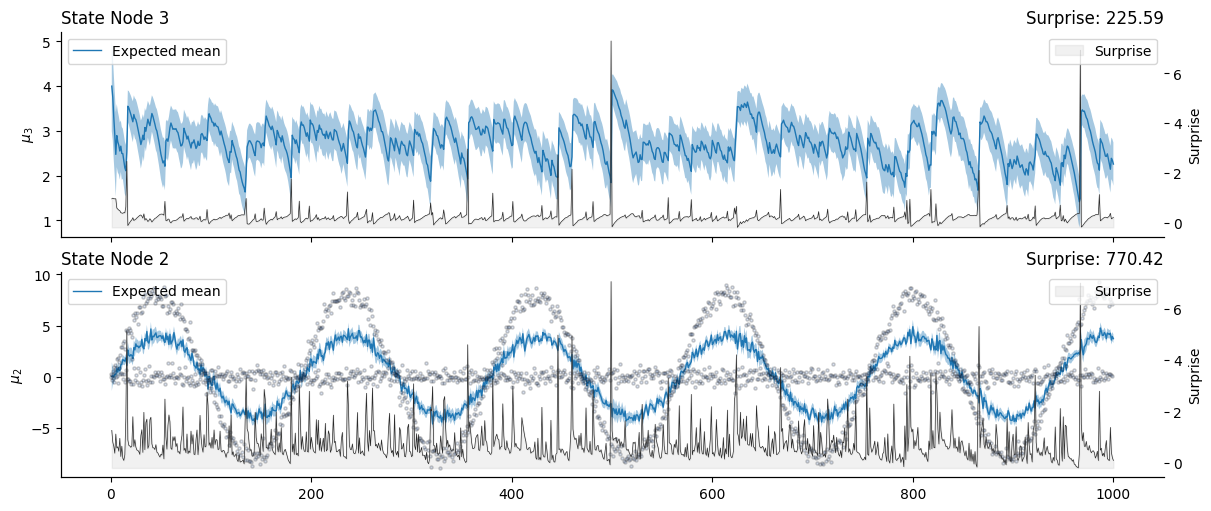 State Node 3
Surprise: 225.59
Expected mean
Surprise
5
4
3
2
1
μ3
6
4
2
0
Surprise
State Node 2
Surprise: 770.42
Expected mean
Surprise
10
5
0
−5
μ2
6
4
2
0
Surprise
0
200
400
600
800
1000